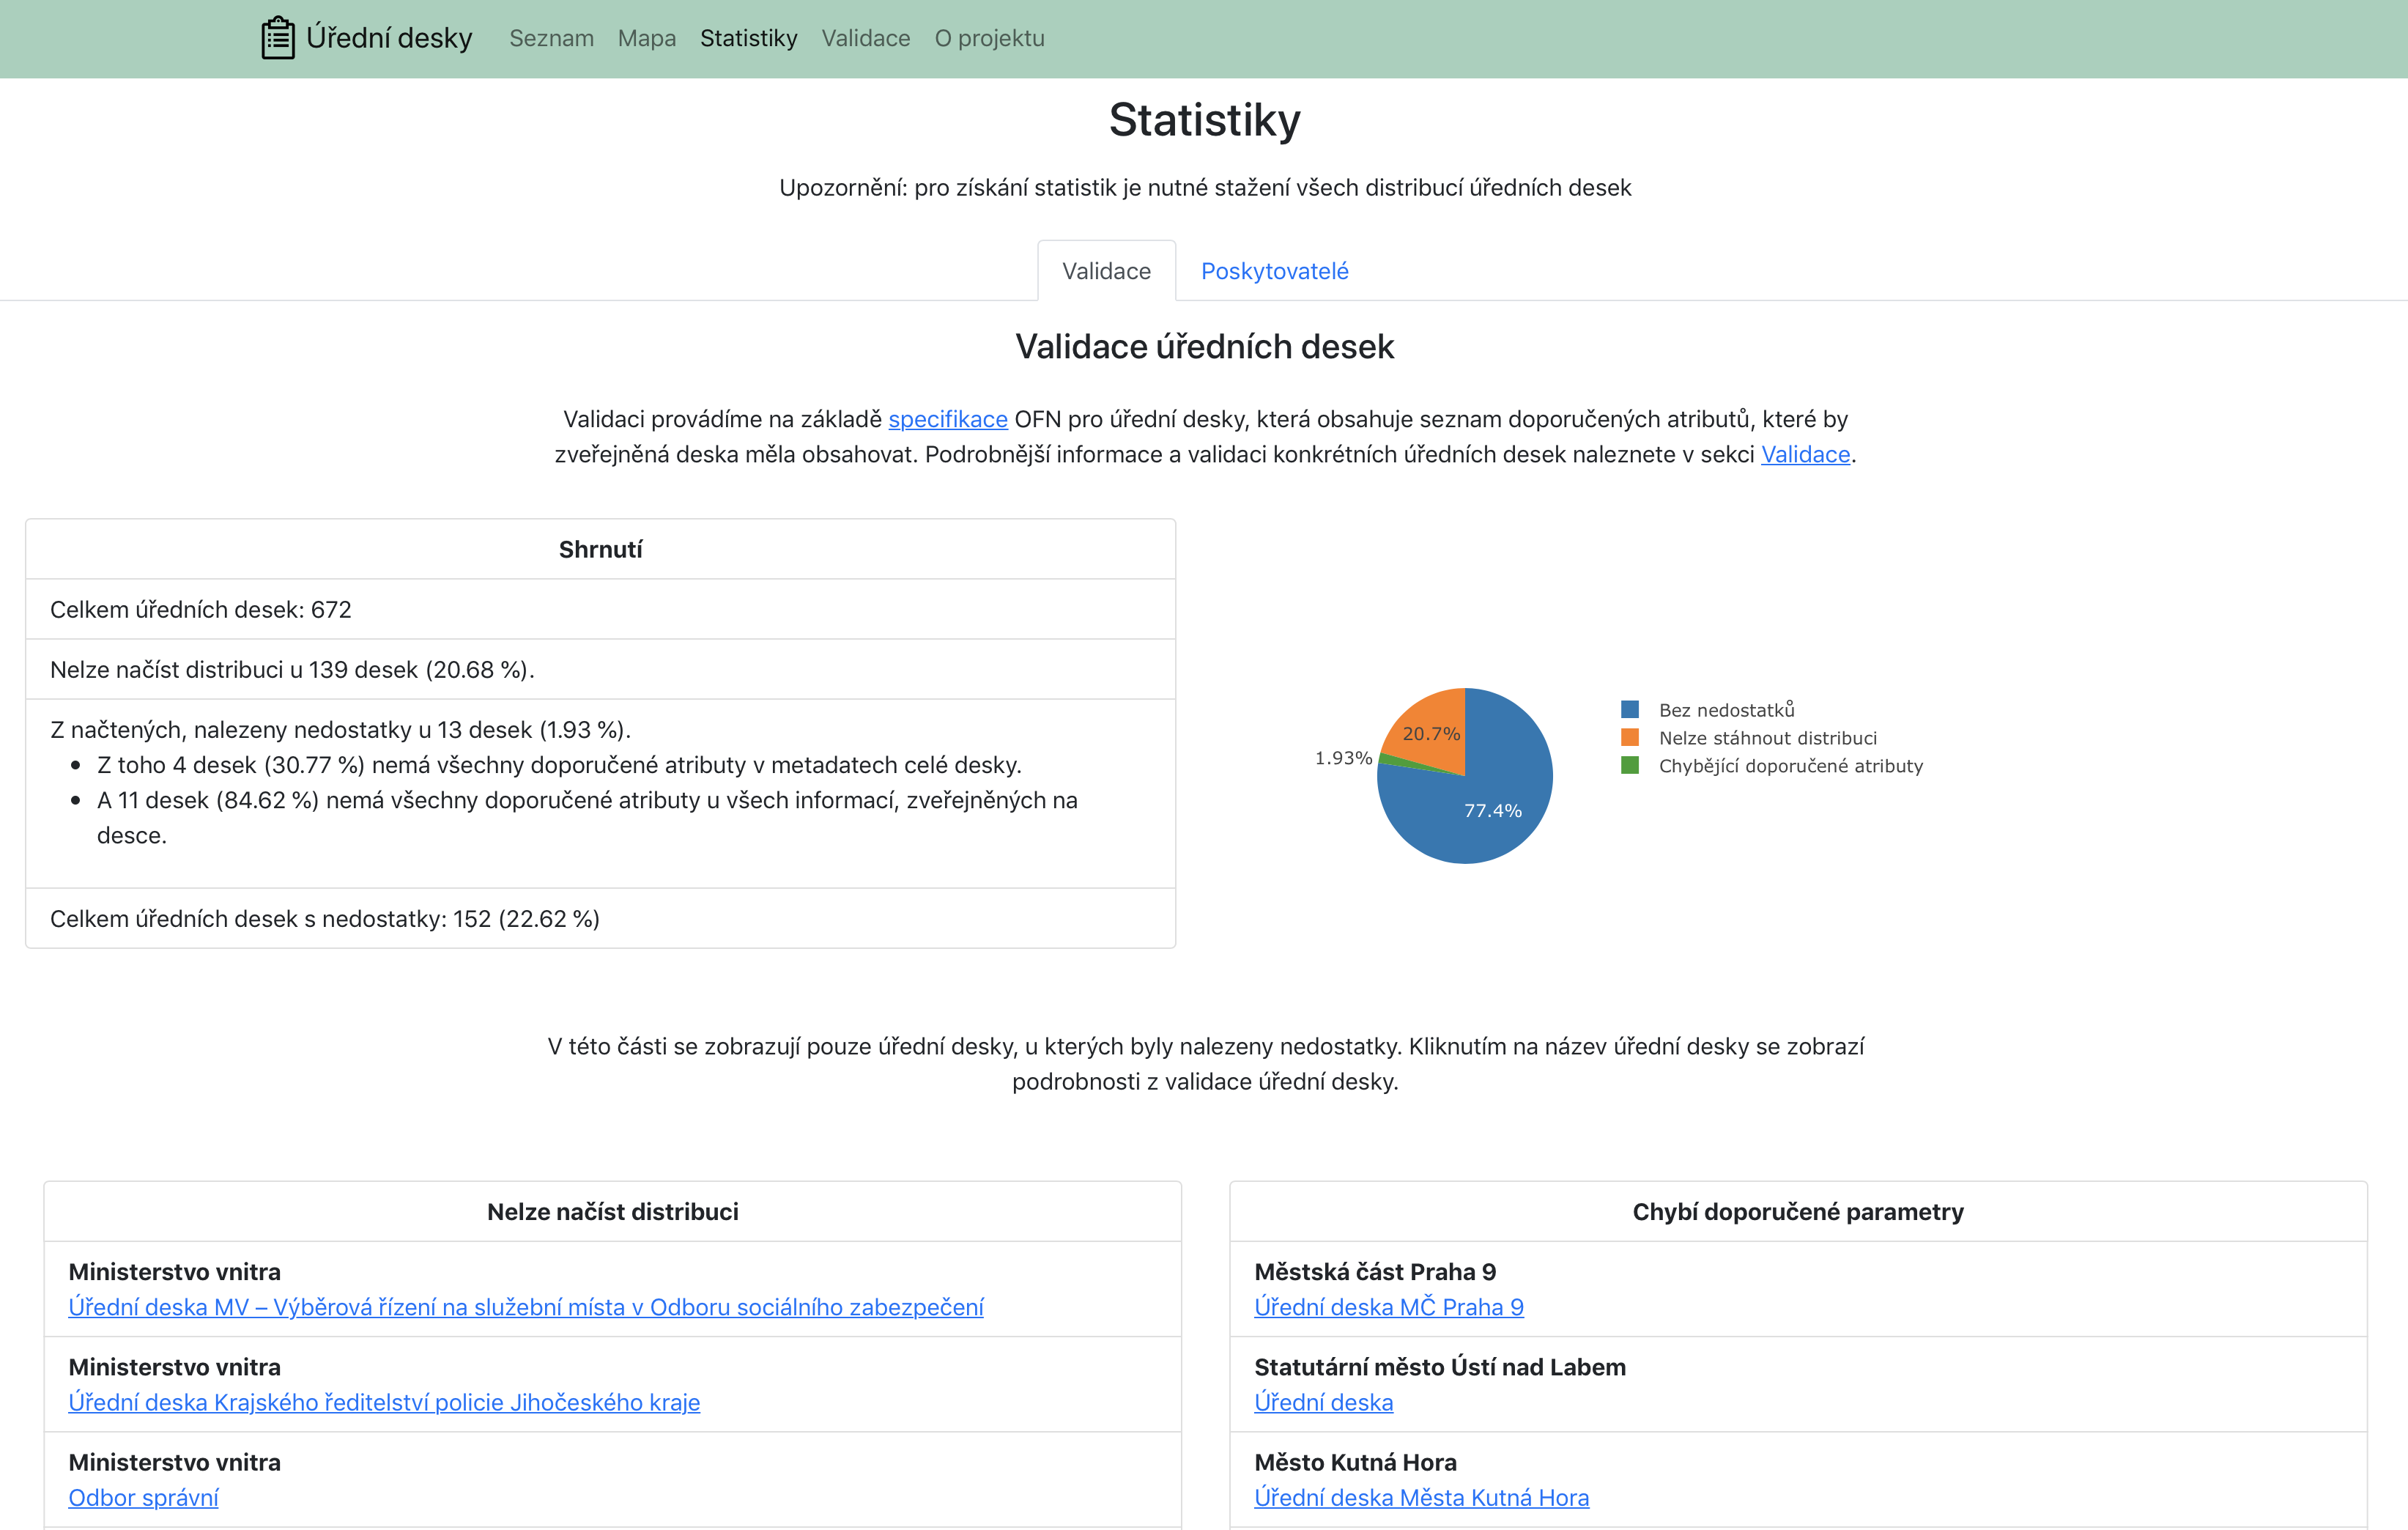 Úřední desky
Seznam
Mapa
Statistiky
Validace
O projektu
Statistiky
Upozornění: pro získání statistik je nutné stažení všech distribucí úředních desek
Validace
Poskytovatelé
Validace úředních desek
Validaci provádíme na základě specifikace OFN pro úřední desky, která obsahuje seznam doporučených atributů, které by
zveřejněná deska měla obsahovat. Podrobnější informace a validaci konkrétních úředních desek naleznete v sekci Validace.
Shrnutí
Celkem úředních desek: 672
Nelze načíst distribuci u 139 desek (20.68 %).
Z načtených, nalezeny nedostatky u 13 desek (1.93 %).
Z toho 4 desek (30.77 %) nemá všechny doporučené atributy v metadatech celé desky.
A 11 desek (84.62 %) nemá všechny doporučené atributy u všech informací, zveřejněných na
desce.
Celkem úředních desek s nedostatky: 152 (22.62 %)
20.7%
1.93%
77.4%
Bez nedostatků
Nelze stáhnout distribuci
Chybějící doporučené atributy
V této části se zobrazují pouze úřední desky, u kterých byly nalezeny nedostatky. Kliknutím na název úřední desky se zobrazí
podrobnosti z validace úřední desky.
Nelze načíst distribuci
Ministerstvo vnitra
Úřední deska MV – Výběrová řízení na služební místa v Odboru sociálního zabezpečení
Ministerstvo vnitra
Úřední deska Krajského ředitelství policie Jihočeského kraje
Ministerstvo vnitra
Odbor správní
Chybí doporučené parametry
Městská část Praha 9
Úřední deska MČ Praha 9
Statutární město Ústí nad Labem
Úřední deska
Město Kutná Hora
Úřední deska Města Kutná Hora